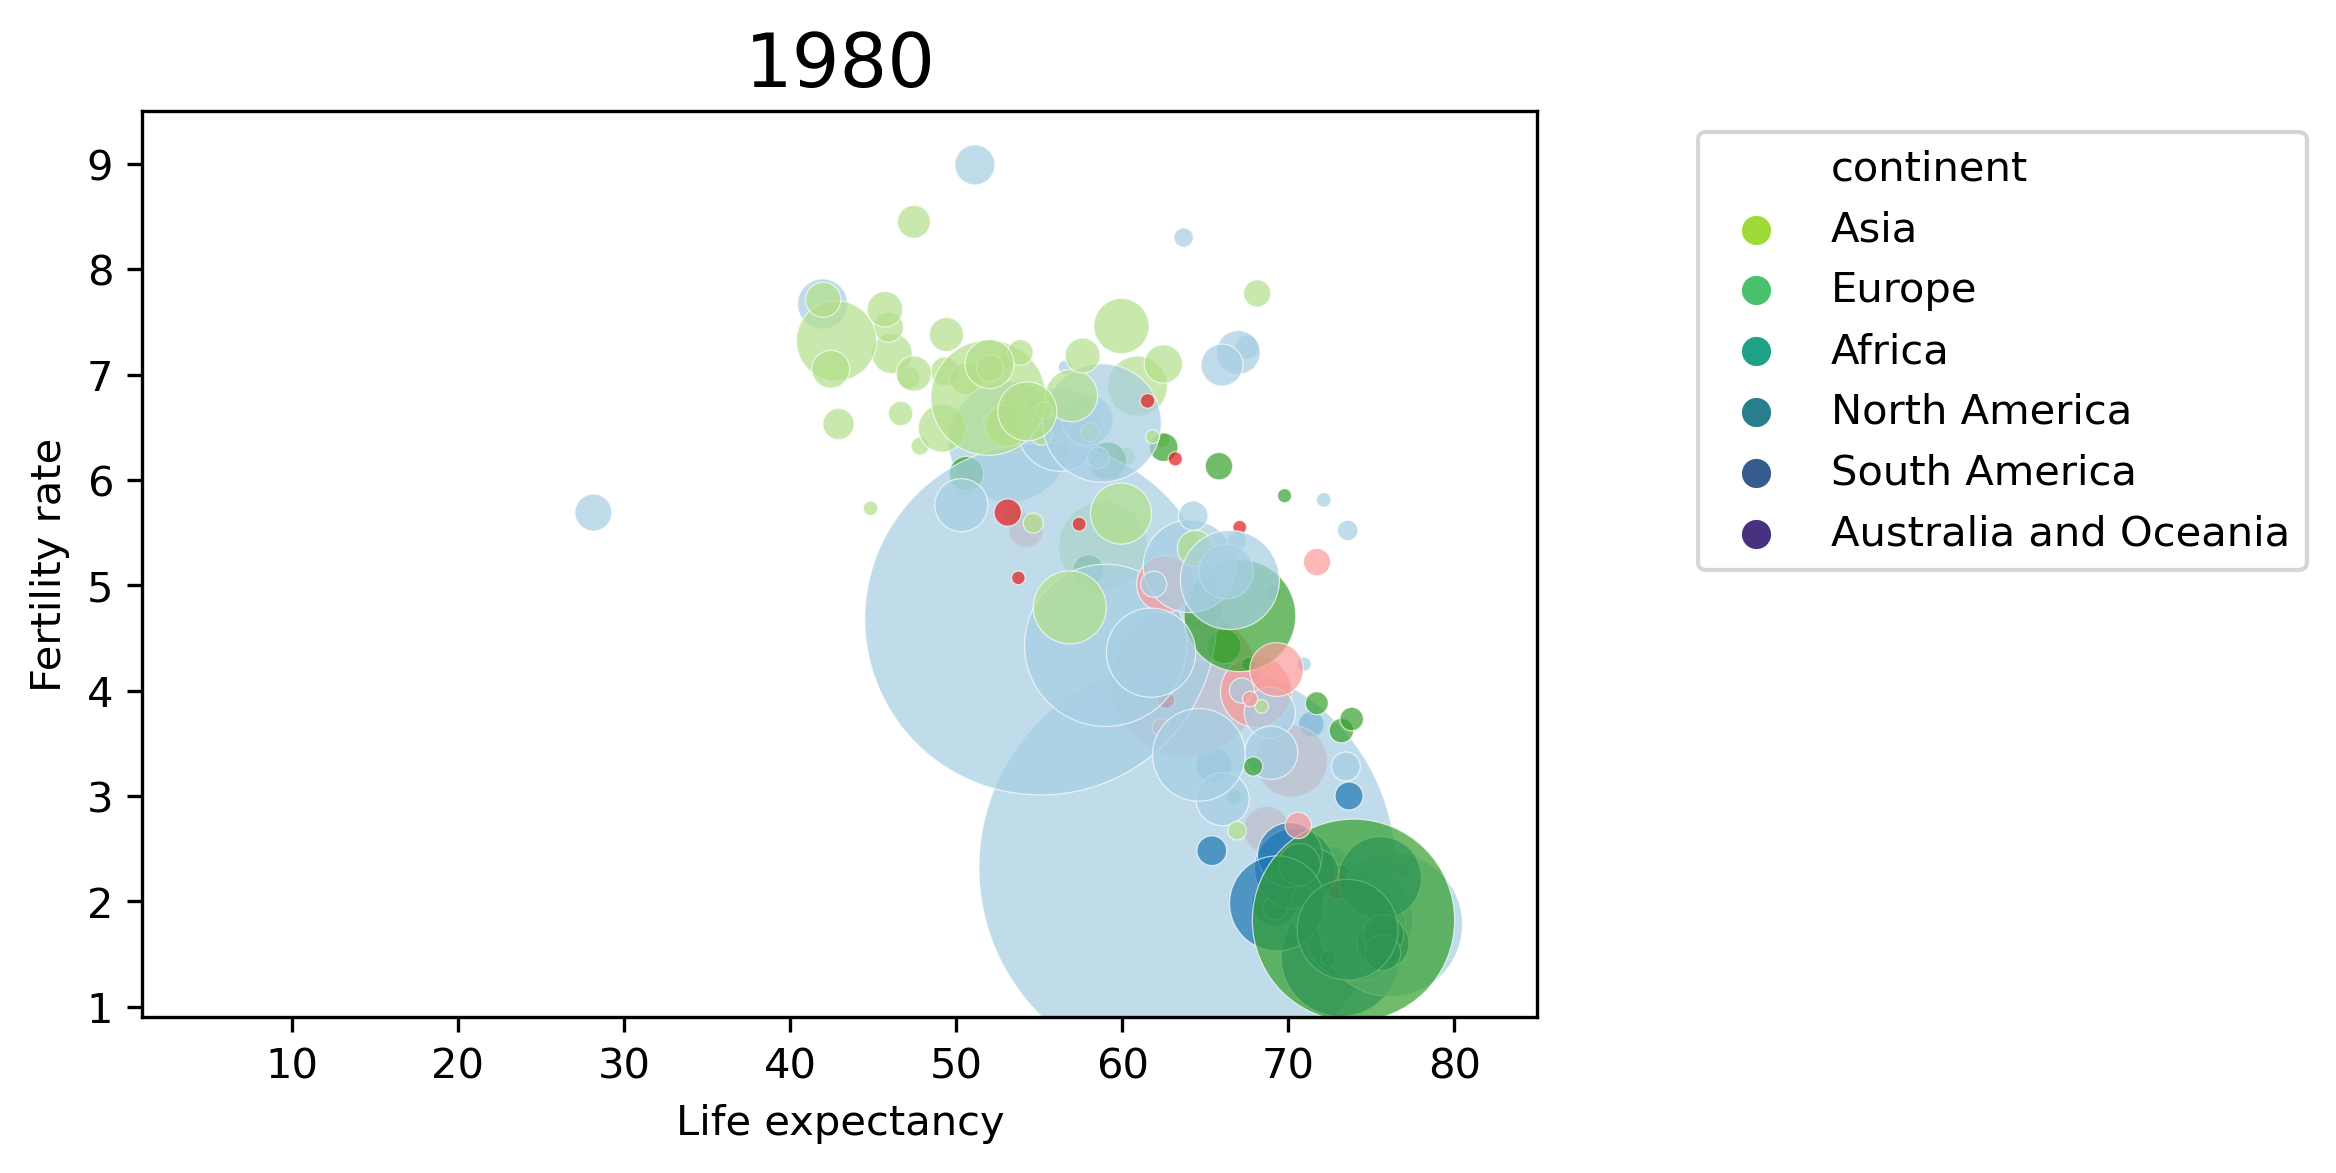 1980
9
8
7
6
5
4
3
2
1
Fertility rate
10 20 30 40 50 60 70 80
Life expectancy
continent
Asia
Europe
Africa
North America
South America
Australia and Oceania